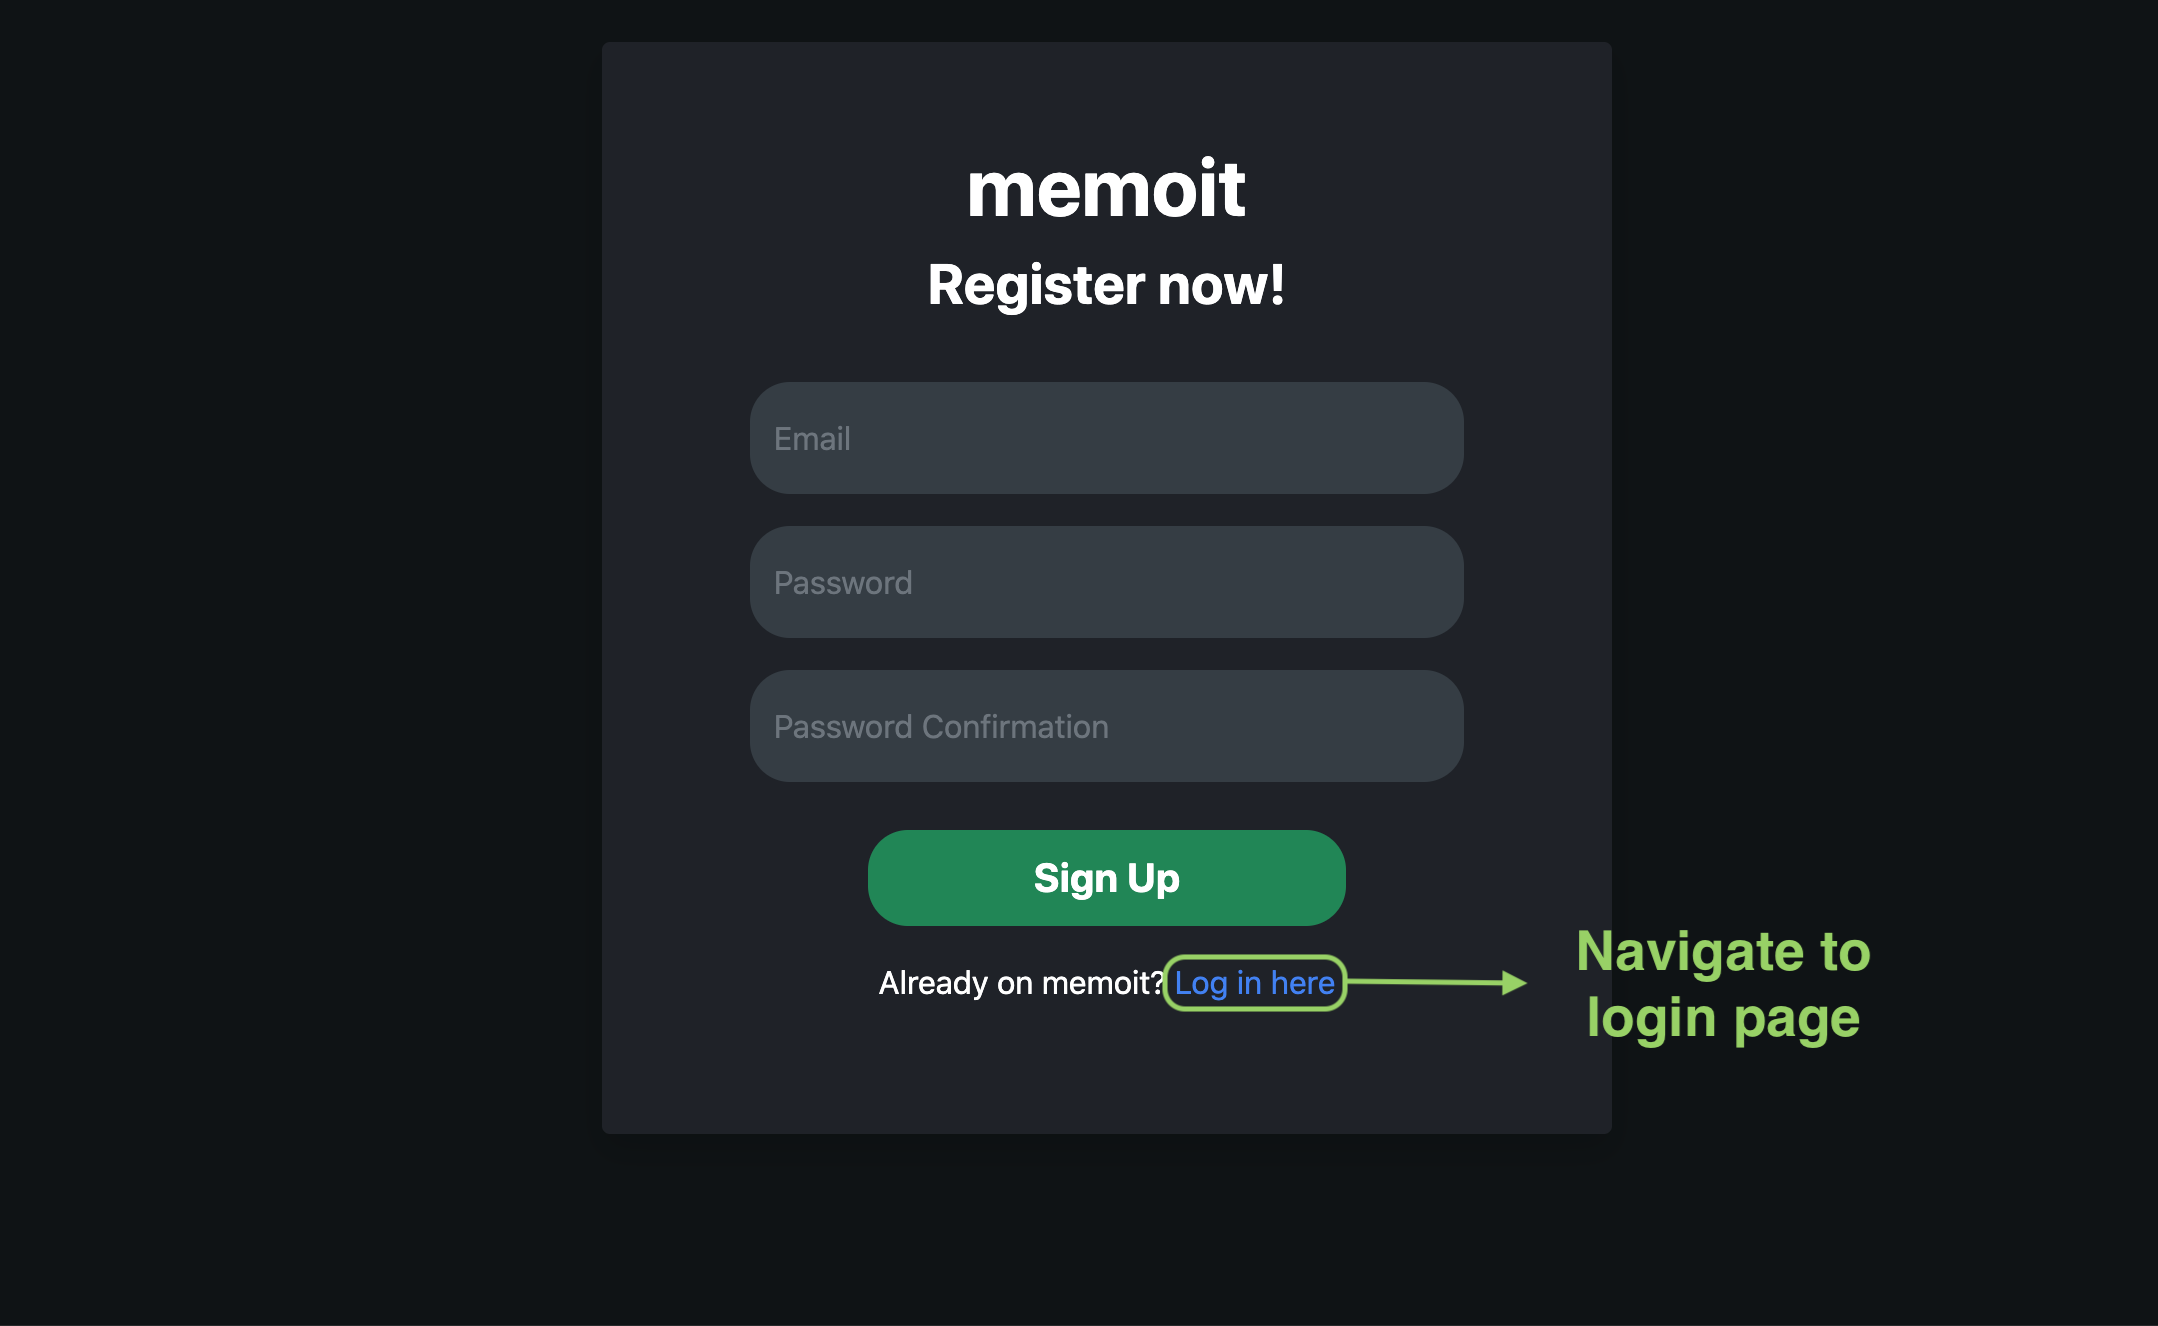 memoit
Register now!
Email
Password
Password Confirmation
Sign Up
Already on memoit? Log in here
Navigate to
login page